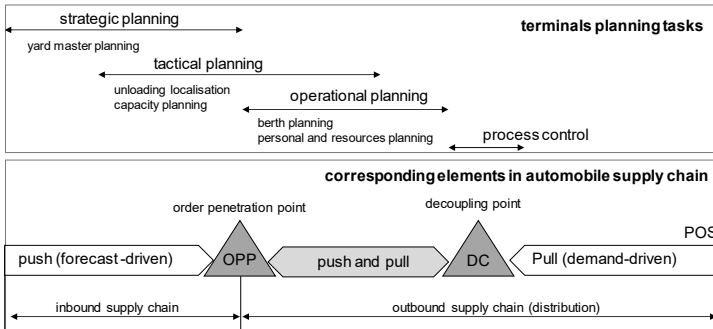 strategic planning
terminals planning tasks
yard master planning
tactical planning
unloading localisation
capacity planning
operational planning
berth planning
personal and resources planning
process control
corresponding elements in automobile supply chain
order penetration point
decoupling point
POS
push (forecast-driven)
OPP
push and pull
DC
Pull (demand-driven)
inbound supply chain
outbound supply chain (distribution)